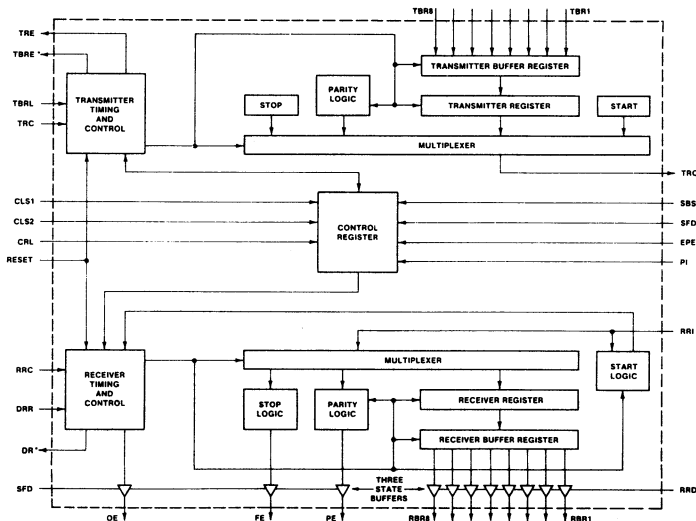 TBR8 TBR1
TRE
TBRE*
TBRL
TRC
TRANSMITTER
TIMING
AND
CONTROL
TRANSMITTER BUFFER REGISTER
STOP
PARITY
LOGIC
TRANSMITTER REGISTER
START
MULTIPLEXER
TRO
CLS1
CLS2
CRL
RESET
CONTROL
REGISTER
SBS
SFD
EPE
PI
RRI
RRC
DRR
DR*
RECEIVER
TIMING
AND
CONTROL
MULTIPLEXER
START
LOGIC
STOP
LOGIC
PARITY
LOGIC
RECEIVER REGISTER
RECEIVER BUFFER REGISTER
SFD
THREE
STATE
BUFFERS
RRD
OE FE PE RBR8 RBR1